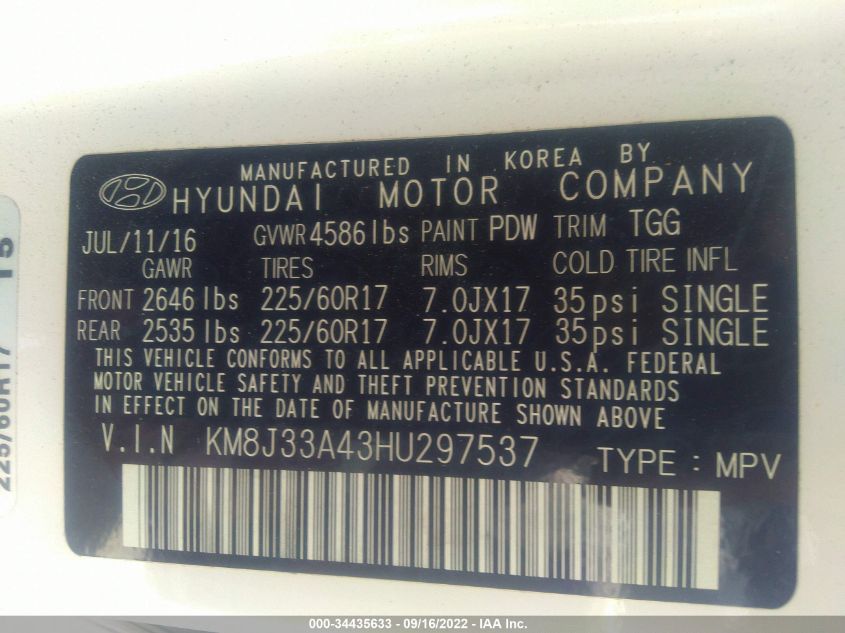 MANUFACTURED IN KOREA BY
HYUNDAI MOTOR COMPANY
JUL/11/16 GVWR 4586lbs PAINT PDW TRIM TGG
GAWR TIRES RIMS COLD TIRE INFL
FRONT 2646 lbs 225/60R17 7.0JX17 35psi SINGLE
REAR 2535 lbs 225/60R17 7.0JX17 35psi SINGLE
THIS VEHICLE CONFORMS TO ALL APPLICABLE U.S.A. FEDERAL
MOTOR VEHICLE SAFETY AND THEFT PREVENTION STANDARDS
IN EFFECT ON THE DATE OF MANUFACTURE SHOWN ABOVE
V.I.N KM8J33A43HU297537 TYPE : MPV
225/60R17
000-34435633 - 09/16/2022 - IAA Inc.